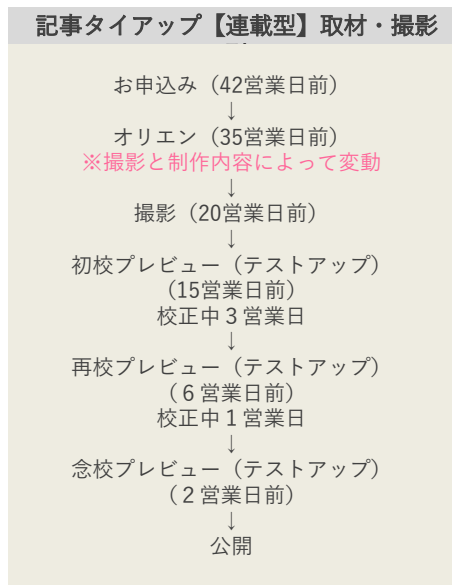 記事タイアップ【連載型】取材・撮影
お申込み（42営業日前）
↓
オリエン（35営業日前）
※撮影と制作内容によって変動
↓
撮影（20営業日前）
↓
初校プレビュー（テストアップ）
（15営業日前）
校正中３営業日
↓
再校プレビュー（テストアップ）
（６営業日前）
校正中１営業日
↓
念校プレビュー（テストアップ）
（２営業日前）
↓
公開